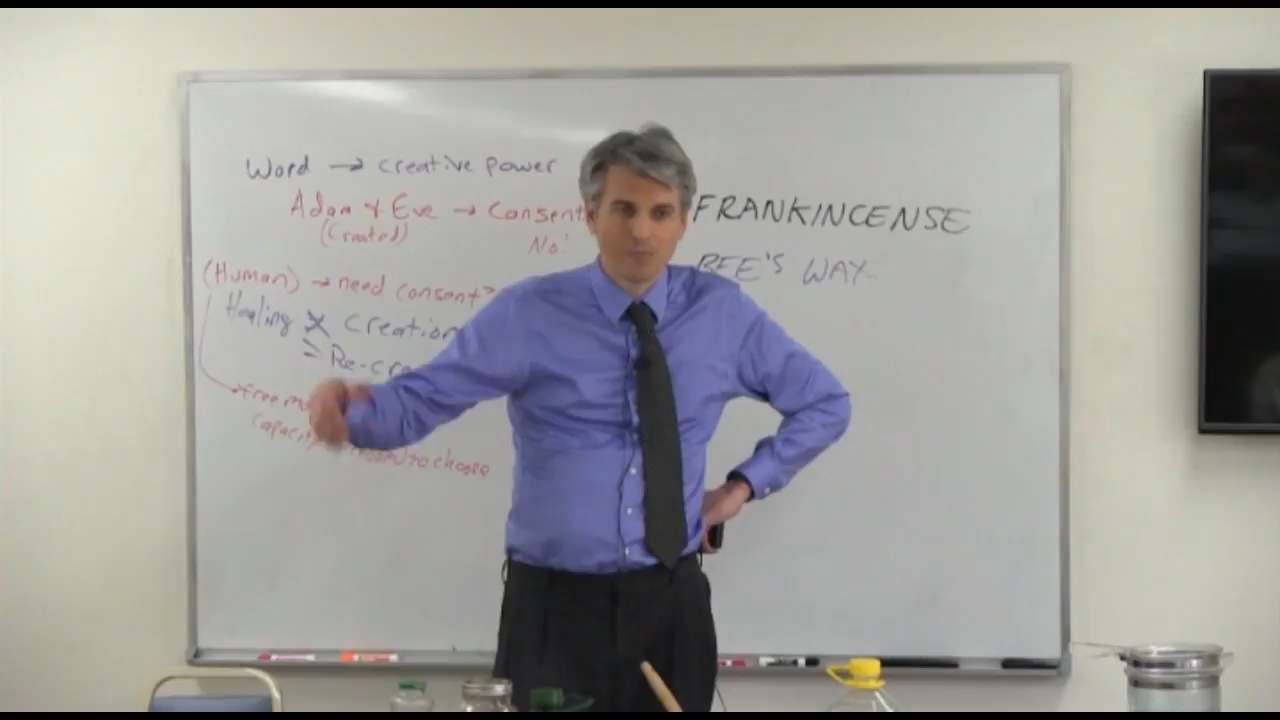 Word → creative power
Adam & Eve → Consent
(Created)
No!
(Human) → need consent?
Healing x Creation
= Re-cre
free mo
capacity to choose
FRANKINCENSE
BEE'S WAY